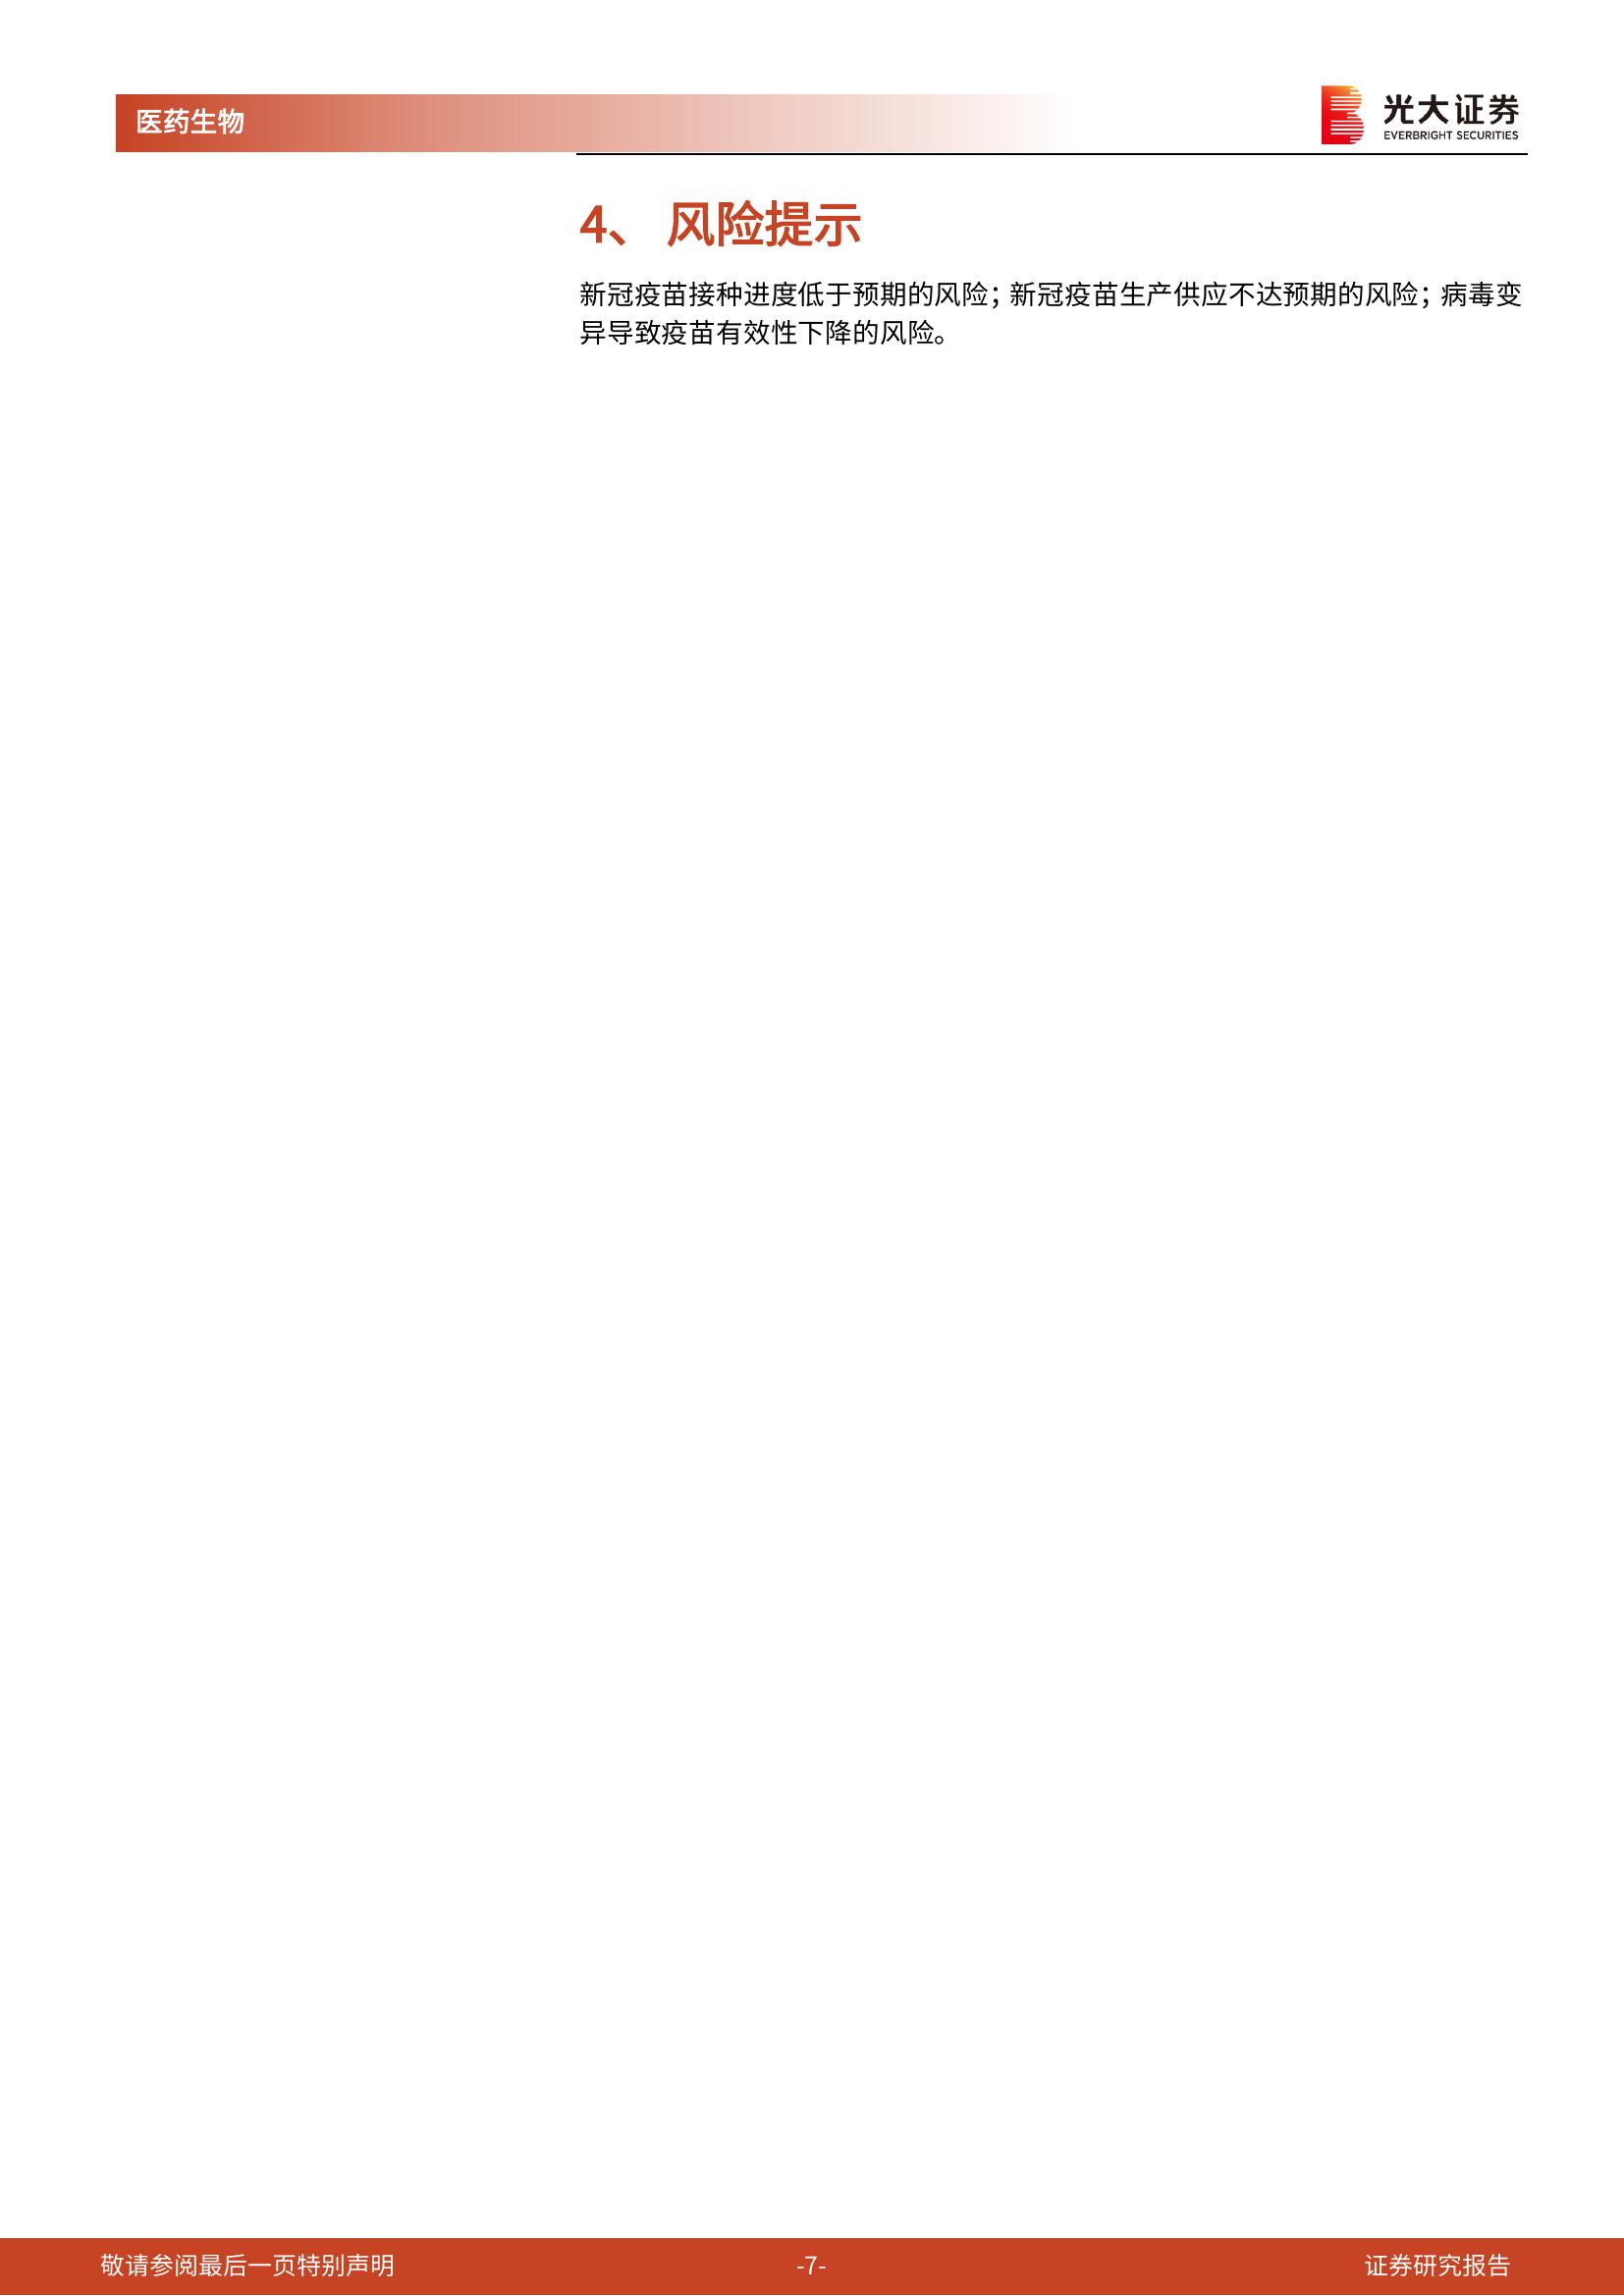 医药生物
光大证券
EVERBRIGHT SECURITIES
4、 风险提示
新冠疫苗接种进度低于预期的风险；新冠疫苗生产供应不达预期的风险；病毒变
异导致疫苗有效性下降的风险。
敬请参阅最后一页特别声明
-7-
证券研究报告